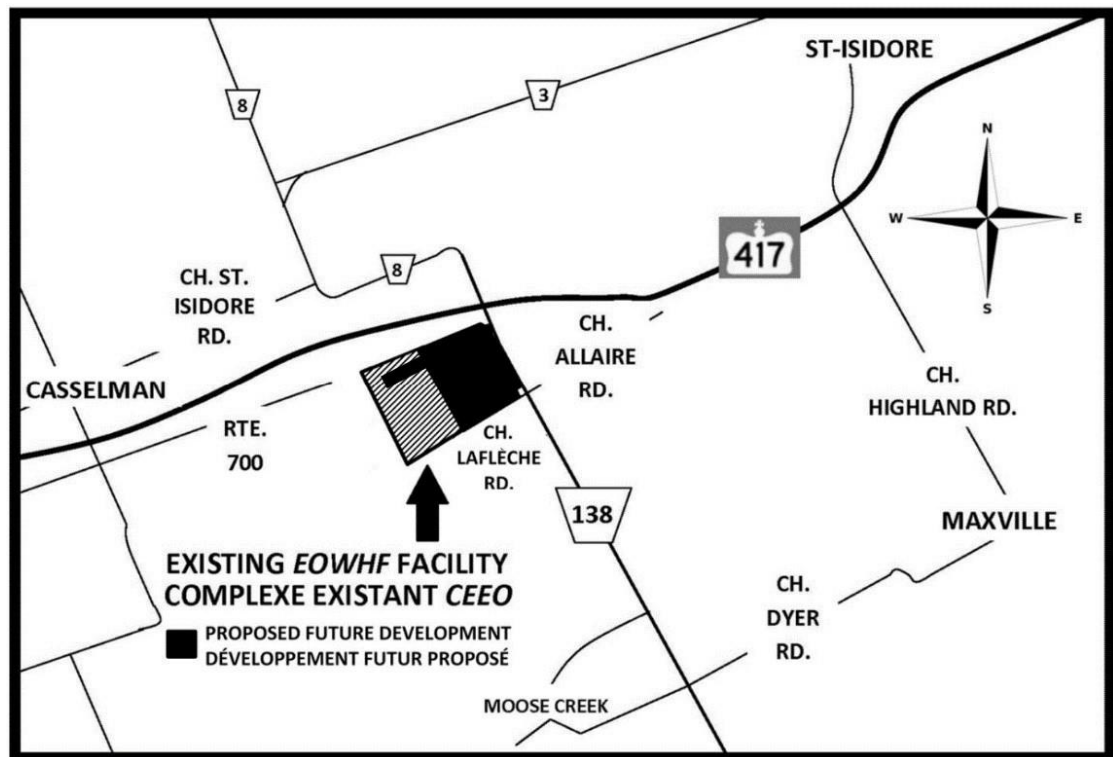 ST-ISIDORE
8
3
N
W
E
S
417
8
CH. ST.
ISIDORE
RD.
CH.
ALLAIRE
RD.
CASSELMAN
CH.
HIGHLAND RD.
RTE.
700
CH.
LAFLÈCHE
RD.
138
MAXVILLE
EXISTING EOWHF FACILITY
COMPLEXE EXISTANT CEEO
PROPOSED FUTURE DEVELOPMENT
DÉVELOPPEMENT FUTUR PROPOSÉ
CH.
DYER
RD.
MOOSE CREEK